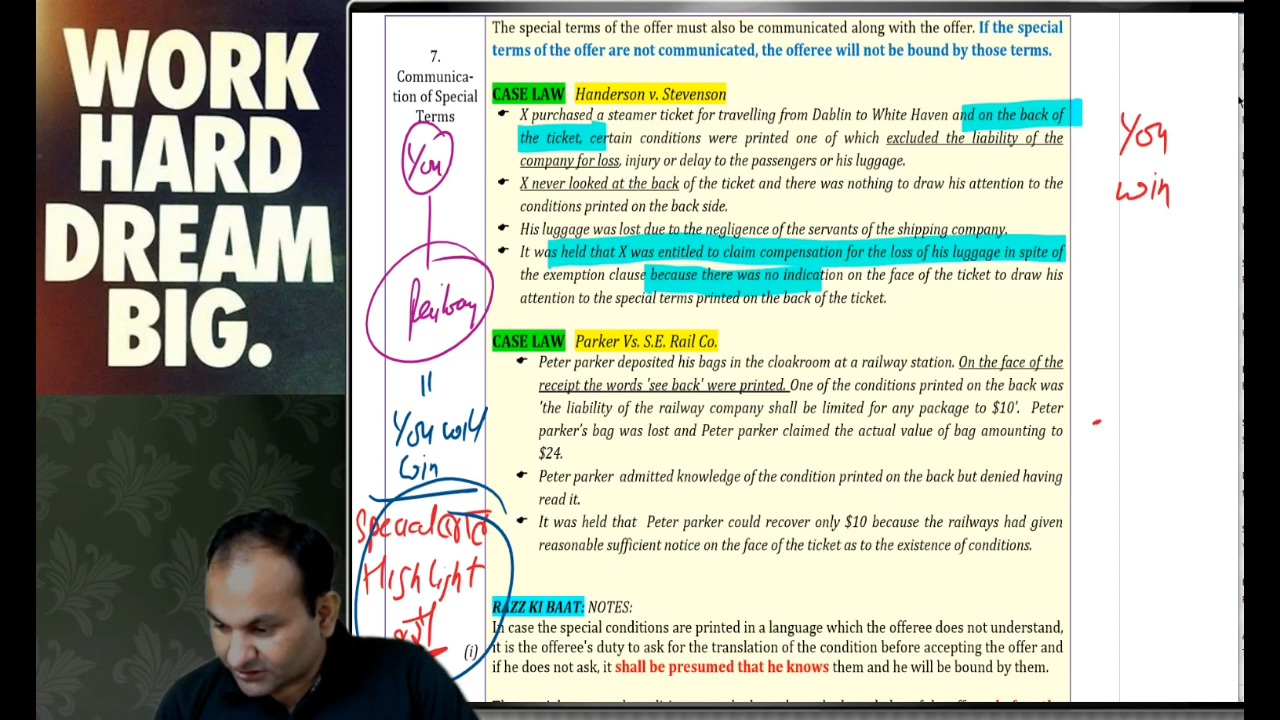 WORK
HARD
DREAM
BIG.
7.
Communica-
tion of Special
Terms
You
Railway
You will
win
Special
Highlight
(i)
The special terms of the offer must also be communicated along with the offer. If the special
terms of the offer are not communicated, the offeree will not be bound by those terms.
CASE LAW Handerson v. Stevenson
☛ X purchased a steamer ticket for travelling from Dablin to White Haven and on the back of
the ticket, certain conditions were printed one of which excluded the liability of the
company for loss, injury or delay to the passengers or his luggage.
☛ X never looked at the back of the ticket and there was nothing to draw his attention to the
conditions printed on the back side.
☛ His luggage was lost due to the negligence of the servants of the shipping company.
☛ It was held that X was entitled to claim compensation for the loss of his luggage in spite of
the exemption clause because there was no indication on the face of the ticket to draw his
attention to the special terms printed on the back of the ticket.
CASE LAW Parker Vs. S.E. Rail Co.
☛ Peter parker deposited his bags in the cloakroom at a railway station. On the face of the
receipt the words 'see back' were printed. One of the conditions printed on the back was
'the liability of the railway company shall be limited for any package to $10'. Peter
parker's bag was lost and Peter parker claimed the actual value of bag amounting to
$24.
☛ Peter parker admitted knowledge of the condition printed on the back but denied having
read it.
☛ It was held that Peter parker could recover only $10 because the railways had given
reasonable sufficient notice on the face of the ticket as to the existence of conditions.
RAZZ KI BAAT: NOTES:
In case the special conditions are printed in a language which the offeree does not understand,
it is the offeree's duty to ask for the translation of the condition before accepting the offer and
if he does not ask, it shall be presumed that he knows them and he will be bound by them.
You
win